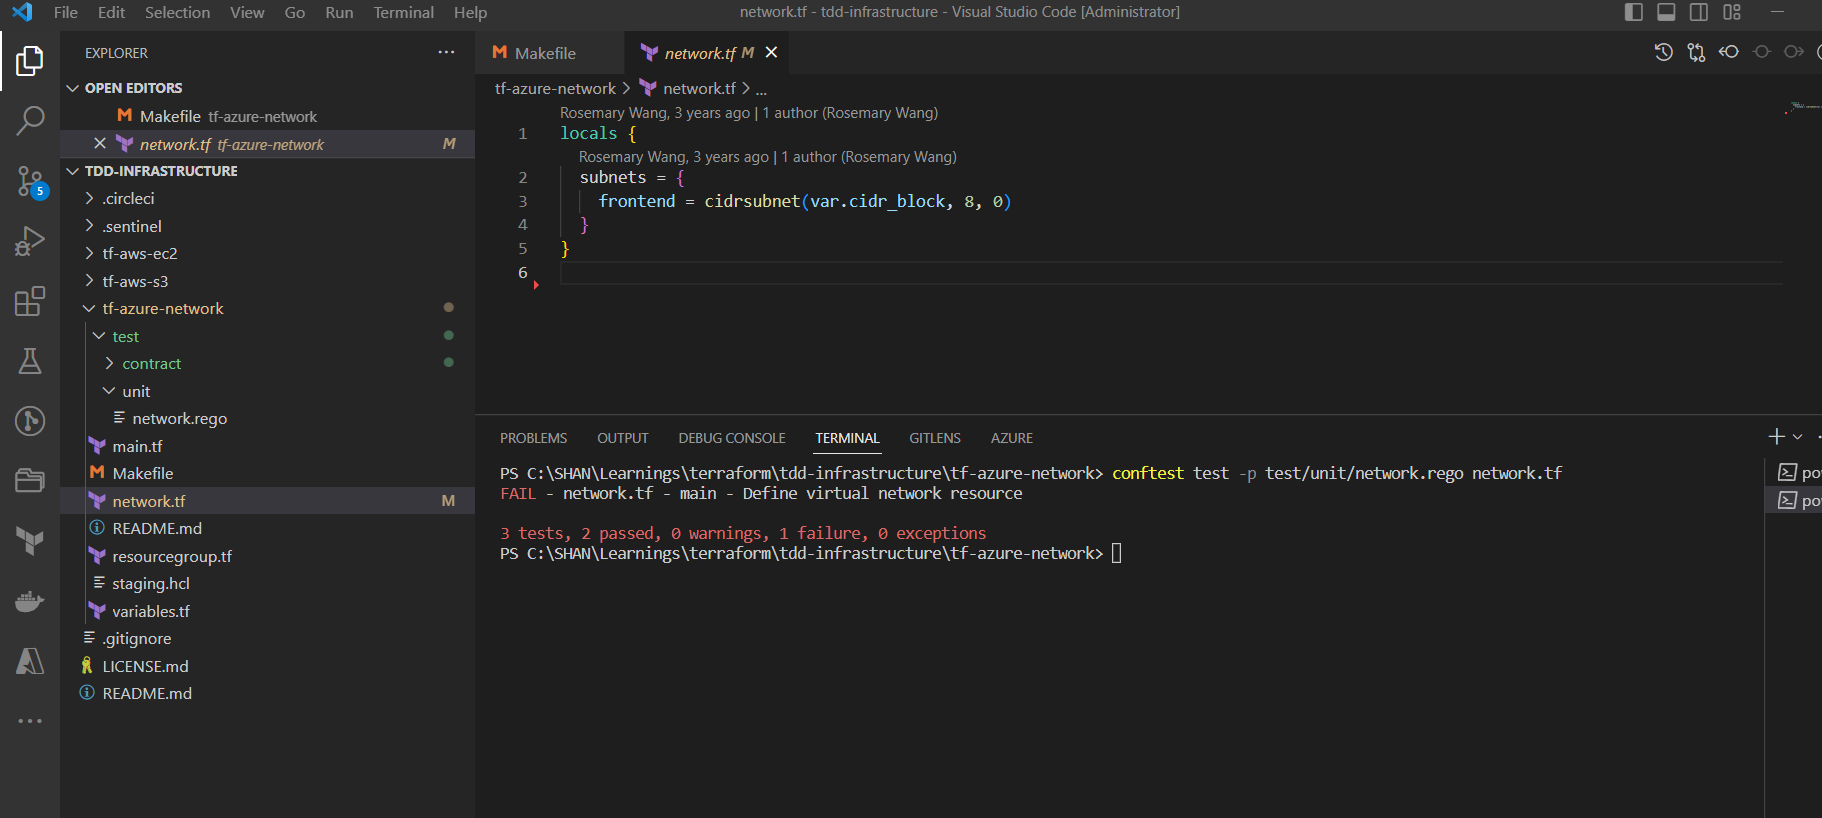 File Edit Selection View Go Run Terminal Help
network.tf - tdd-infrastructure - Visual Studio Code [Administrator]
EXPLORER
OPEN EDITORS
Makefile tf-azure-network
network.tf tf-azure-network M
TDD-INFRASTRUCTURE
.circleci
.sentinel
tf-aws-ec2
tf-aws-s3
tf-azure-network
test
contract
unit
network.rego
main.tf
Makefile
network.tf M
README.md
resourcegroup.tf
staging.hcl
variables.tf
.gitignore
LICENSE.md
README.md
5
Makefile
network.tf M
tf-azure-network > network.tf > ...
Rosemary Wang, 3 years ago | 1 author (Rosemary Wang)
1 locals {
Rosemary Wang, 3 years ago | 1 author (Rosemary Wang)
2 subnets = {
3 frontend = cidrsubnet(var.cidr_block, 8, 0)
4 }
5 }
6
PROBLEMS OUTPUT DEBUG CONSOLE TERMINAL GITLENS AZURE
PS C:\SHAN\Learnings\terraform\tdd-infrastructure\tf-azure-network> conftest test -p test/unit/network.rego network.tf
FAIL - network.tf - main - Define virtual network resource
3 tests, 2 passed, 0 warnings, 1 failure, 0 exceptions
PS C:\SHAN\Learnings\terraform\tdd-infrastructure\tf-azure-network>
po
po